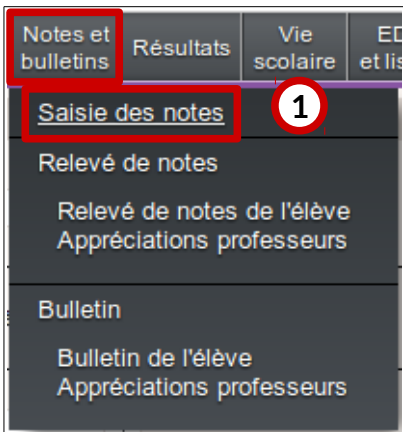 Notes et bulletins
Résultats
Vie scolaire
et
Saisie des notes
1
Relevé de notes
Relevé de notes de l'élève
Appréciations professeurs
Bulletin
Bulletin de l'élève
Appréciations professeurs